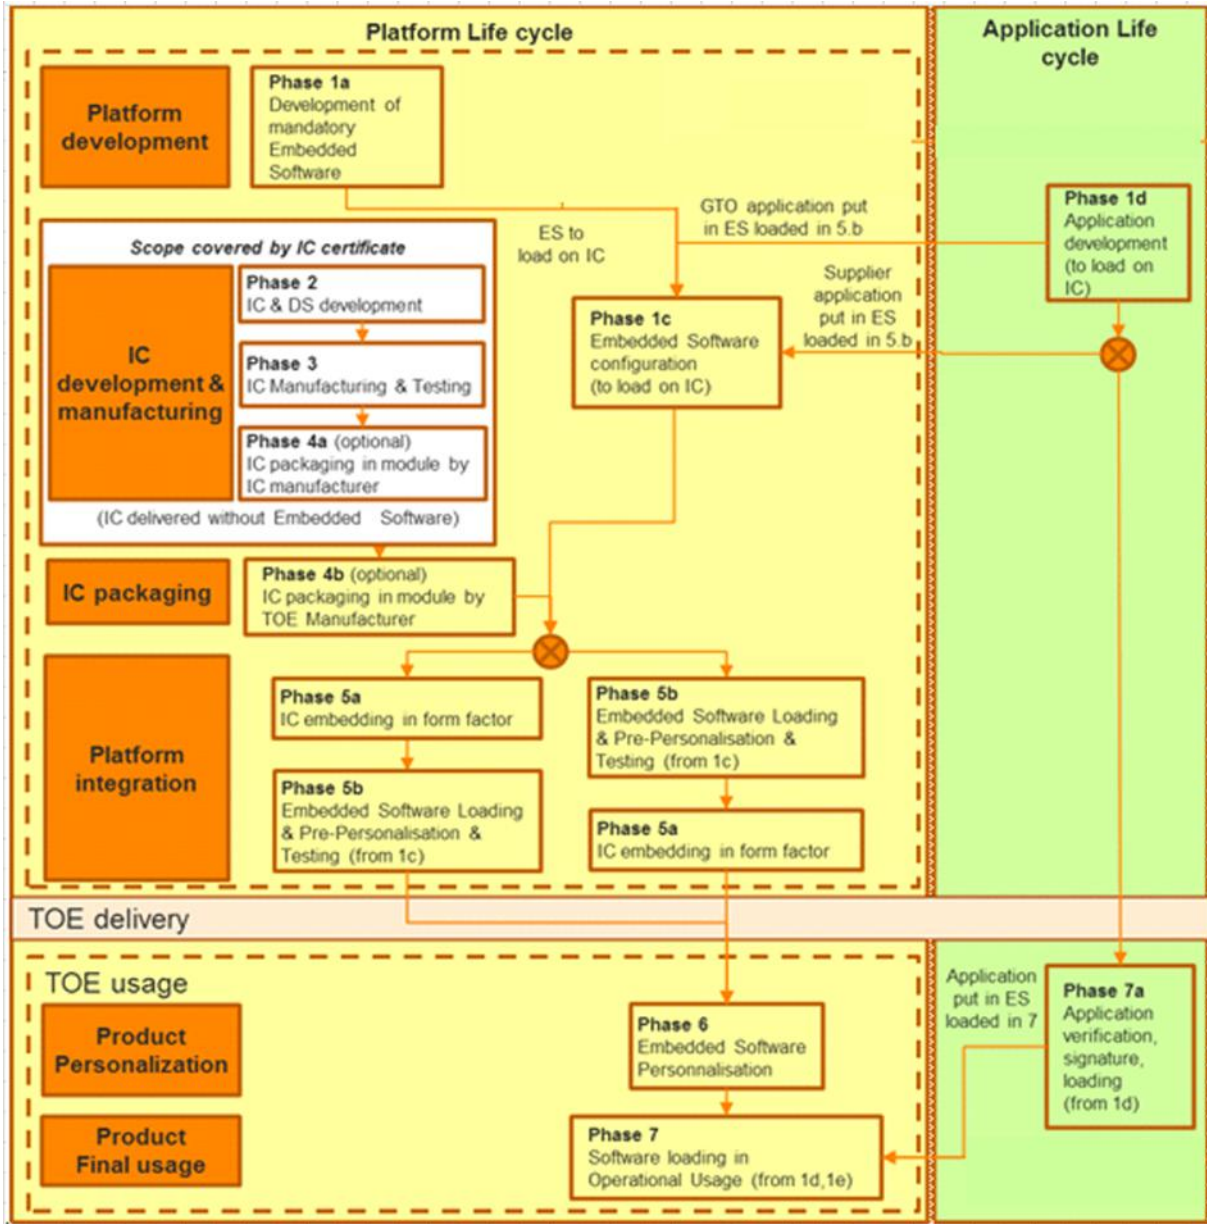 Platform Life cycle
Application Life
cycle
Platform
development
Phase 1a
Development of
mandatory
Embedded
Software
ES to
load on IC
GTO application put
in ES loaded in 5.b
Phase 1d
Application
development
(to load on
IC)
Supplier
application
put in ES
loaded in 5.b
Scope covered by IC certificate
IC
development &
manufacturing
Phase 2
IC & DS development
Phase 3
IC Manufacturing & Testing
Phase 4a (optional)
IC packaging in module by
IC manufacturer
(IC delivered without Embedded Software)
Phase 1c
Embedded Software
configuration
(to load on IC)
IC packaging
Phase 4b (optional)
IC packaging in module by
TOE Manufacturer
Platform
integration
Phase 5a
IC embedding in form factor
Phase 5b
Embedded Software Loading
& Pre-Personalisation &
Testing (from 1c)
Phase 5b
Embedded Software Loading
& Pre-Personalisation &
Testing (from 1c)
Phase 5a
IC embedding in form factor
TOE delivery
TOE usage
Product
Personalization
Phase 6
Embedded Software
Personnalisation
Application
put in ES
loaded in 7
Phase 7a
Application
verification,
signature,
loading
(from 1d)
Product
Final usage
Phase 7
Software loading in
Operational Usage (from 1d,1e)